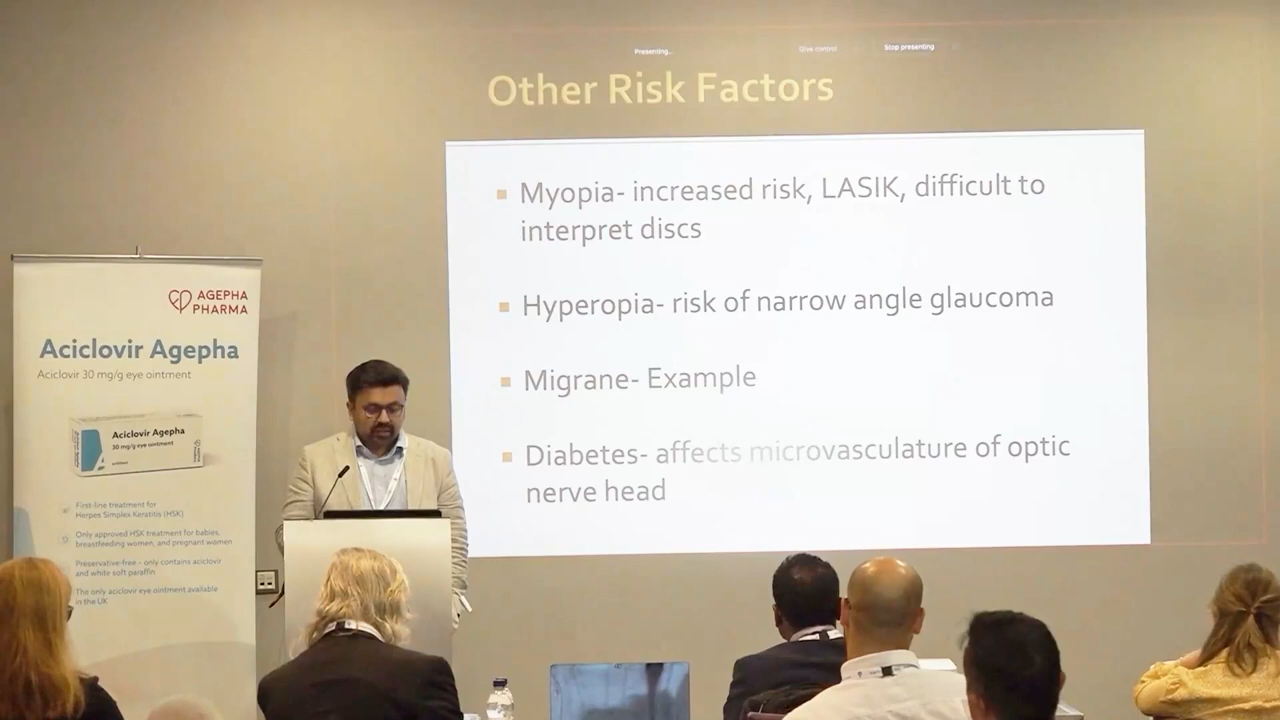 Presenting...
Give control
Stop presenting
Other Risk Factors
Myopia- increased risk, LASIK, difficult to
interpret discs
Hyperopia- risk of narrow angle glaucoma
Migrane- Example
Diabetes- affects microvasculature of optic
nerve head
AGEPHA
PHARMA
Aciclovir Agepha
Aciclovir 30 mg/g eye ointment
Aciclovir Agepha
30 mg/g eye ointment
First-line treatment for
Herpes Simplex Keratitis (HSK)
Only approved HSK treatment for babies,
breastfeeding women, and pregnant women
Preservative-free – only contains aciclovir
and white soft paraffin
The only aciclovir eye ointment available
in the UK